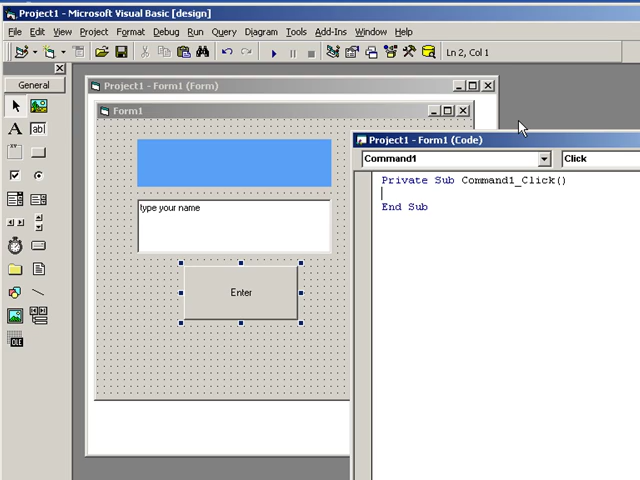 Project1 - Microsoft Visual Basic [design]
File Edit View Project Format Debug Run Query Diagram Tools Add-Ins Window Help
Ln 2, Col 1
General
Project1 - Form1 (Form)
Form1
A
ab
XY
OLE
type your name
Enter
Project1 - Form1 (Code)
Command1 Click
Private Sub Command1_Click()
End Sub